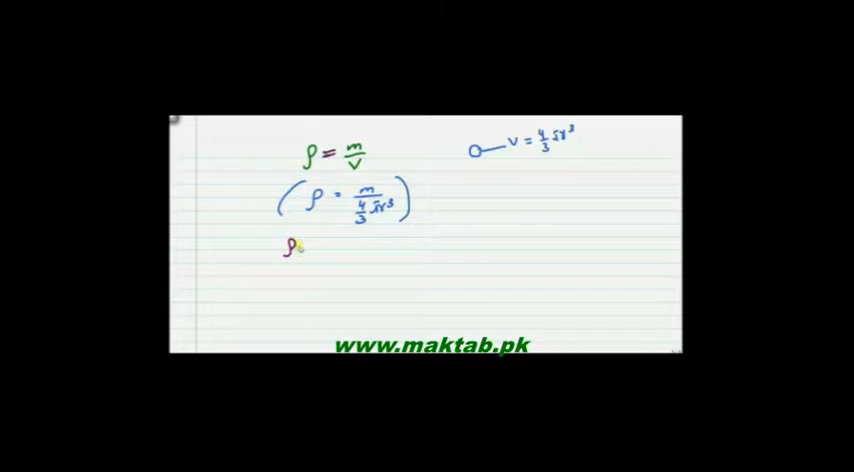 ρ = m/V
V = 4/3 πr³
(ρ = m/(4/3 πr³))
ρ
www.maktab.pk